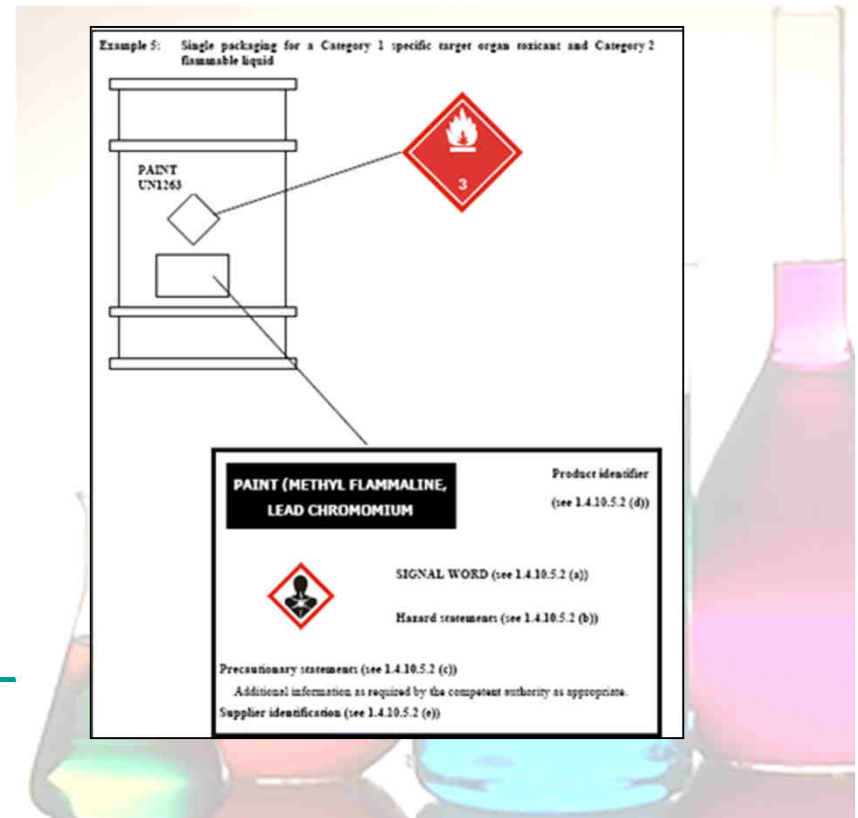 Example 5: Single packaging for a Category 1 specific target organ toxicant and Category 2
flammable liquid
PAINT
UN1263
3
PAINT (METHYL FLAMMALINE,
LEAD CHROMOMIUM
Product identifier
(see 1.4.10.5.2 (d))
SIGNAL WORD (see 1.4.10.5.2 (a))
Hazard statements (see 1.4.10.5.2 (b))
Precautionary statements (see 1.4.10.5.2 (c))
Additional information as required by the competent authority as appropriate.
Supplier identification (see 1.4.10.5.2 (e))